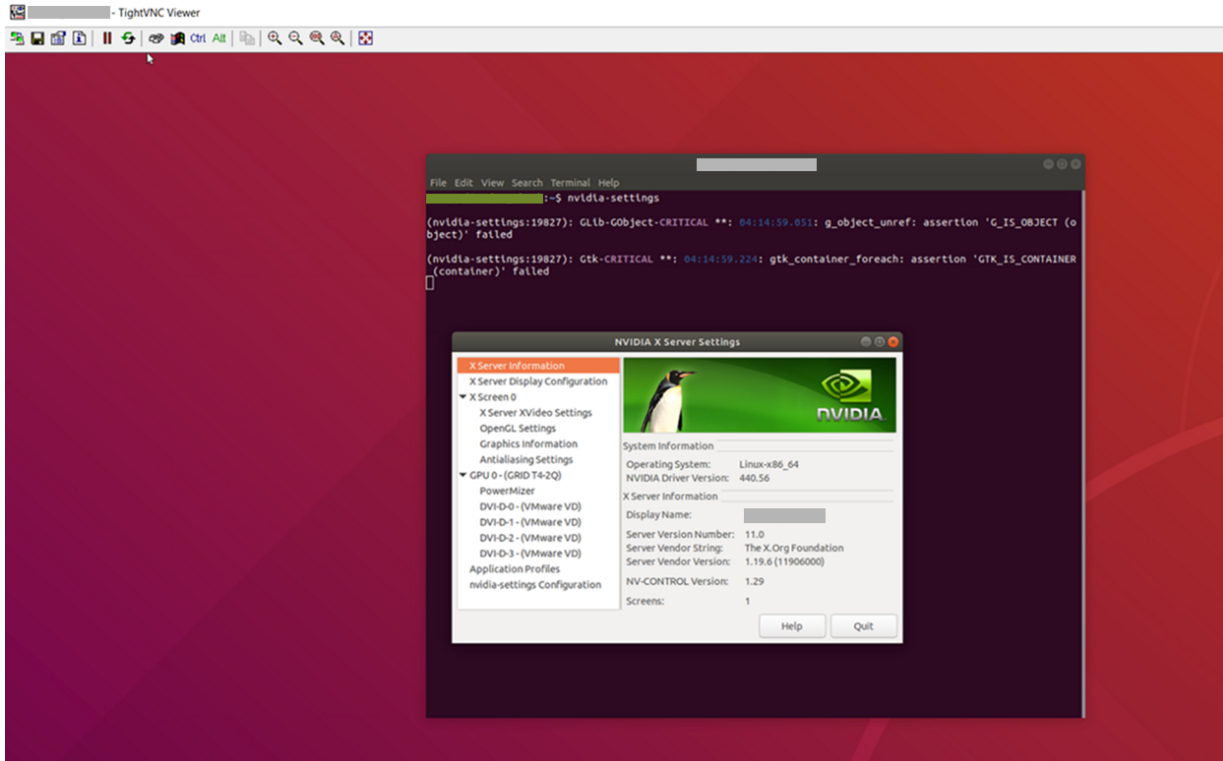 - TightVNC Viewer
Ctrl Alt
File Edit View Search Terminal Help
:~$ nvidia-settings
(nvidia-settings:19827): GLib-GObject-CRITICAL **: 04:14:59.051: g_object_unref: assertion 'G_IS_OBJECT (o
bject)' failed
(nvidia-settings:19827): Gtk-CRITICAL **: 04:14:59.224: gtk_container_foreach: assertion 'GTK_IS_CONTAINER
_(container)' failed
NVIDIA X Server Settings
X Server Information
X Server Display Configuration
X Screen 0
X Server XVideo Settings
OpenGL Settings
Graphics Information
Antialiasing Settings
GPU 0 - (GRID T4-2Q)
PowerMizer
DVI-D-0 - (VMware VD)
DVI-D-1 - (VMware VD)
DVI-D-2 - (VMware VD)
DVI-D-3 - (VMware VD)
Application Profiles
nvidia-settings Configuration
NVIDIA.
System Information
Operating System: Linux-x86_64
NVIDIA Driver Version: 440.56
X Server Information
Display Name:
Server Version Number: 11.0
Server Vendor String: The X.Org Foundation
Server Vendor Version: 1.19.6 (11906000)
NV-CONTROL Version: 1.29
Screens: 1
Help Quit